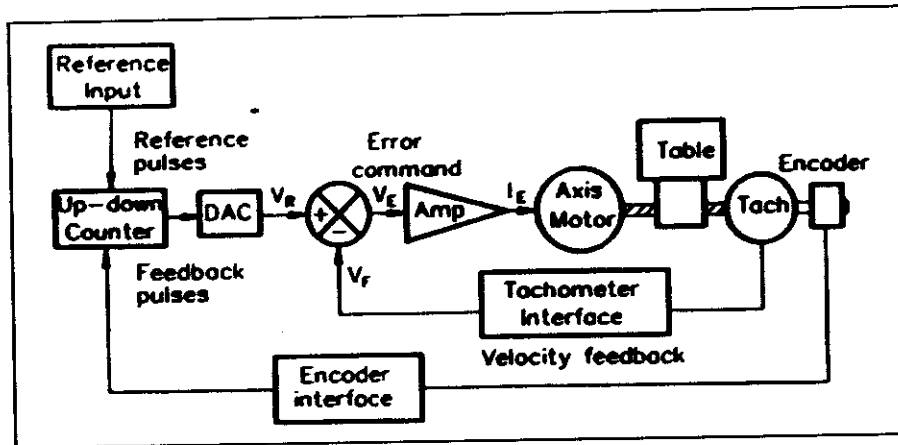 Reference
Input
Reference
pulses
Error
command
Table
Encoder
Up-down
Counter
DAC
V_R
+
−
V_E
Amp
I_E
Axis
Motor
Tach
Feedback
pulses
V_F
Tachometer
Interface
Velocity feedback
Encoder
interface